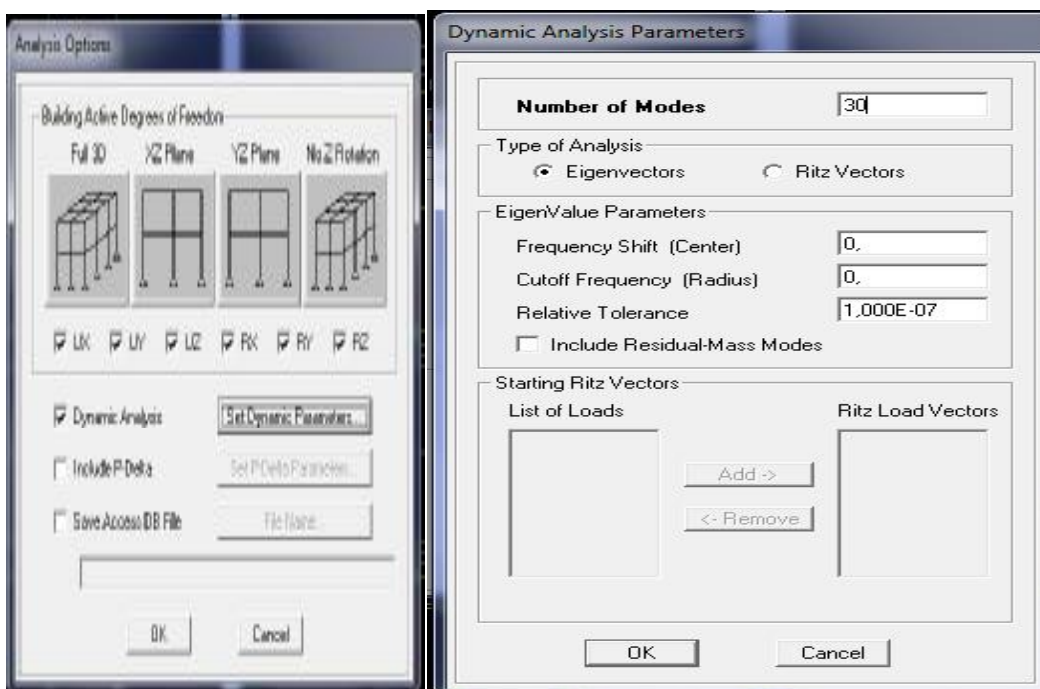 Analysis Options
Building Active Degrees of Freedom
Full 3D XZ Plane YZ Plane No Z Rotation
UX UY UZ RX RY RZ
Dynamic Analysis Set Dynamic Parameters...
Include P-Delta Set P-Delta Parameters...
Save Access DB File File Name...
OK Cancel
Dynamic Analysis Parameters
Number of Modes 30
Type of Analysis
Eigenvectors Ritz Vectors
EigenValue Parameters
Frequency Shift (Center) 0,
Cutoff Frequency (Radius) 0,
Relative Tolerance 1,000E-07
Include Residual-Mass Modes
Starting Ritz Vectors
List of Loads Ritz Load Vectors
Add ->
<- Remove
OK Cancel